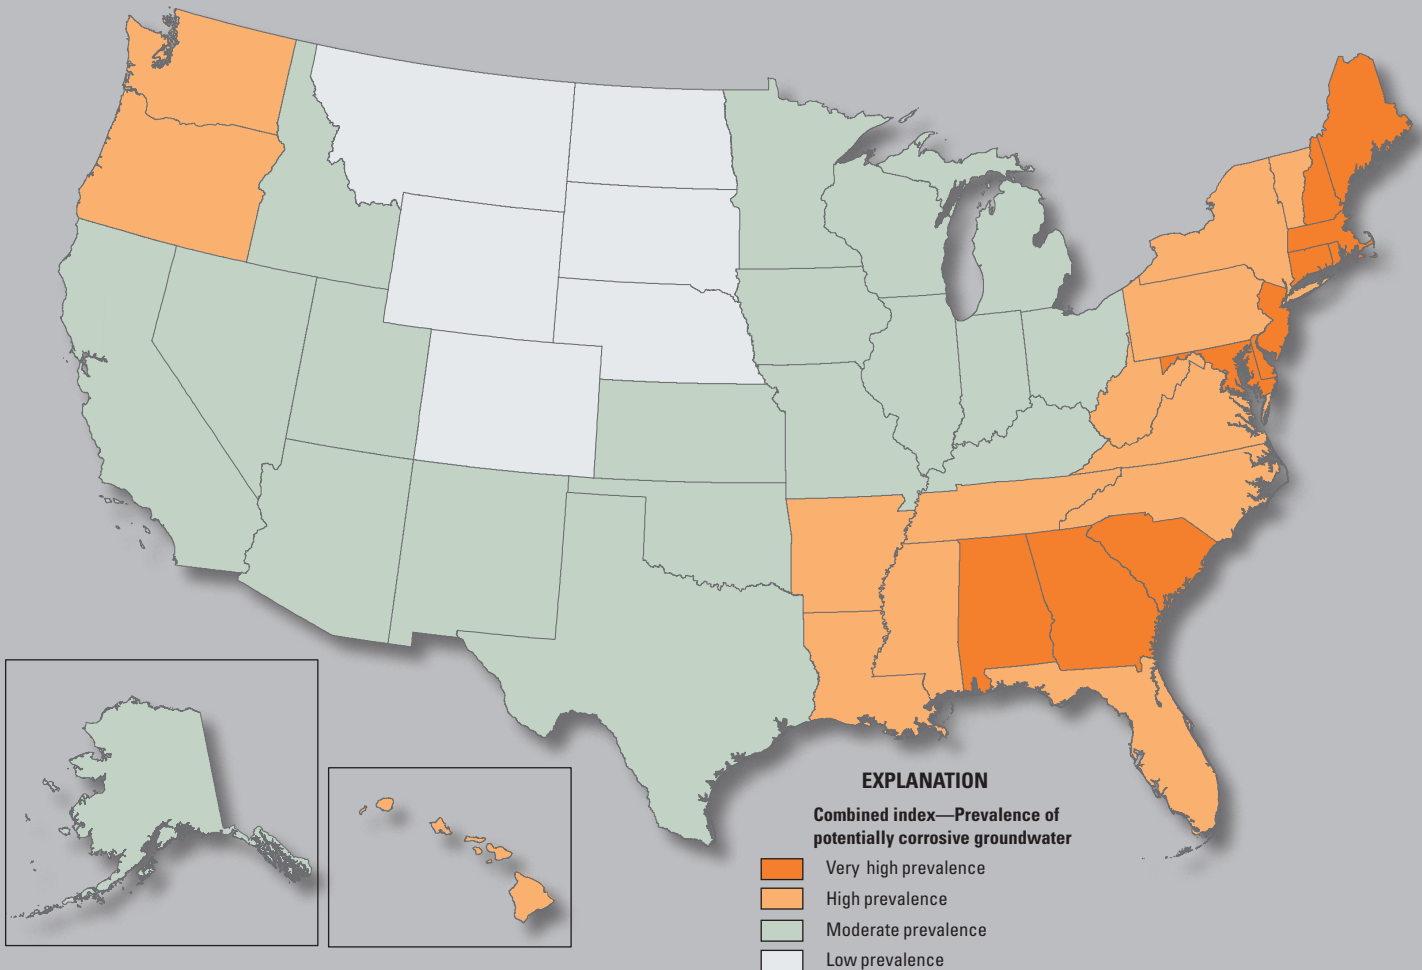 EXPLANATION
Combined index—Prevalence of
potentially corrosive groundwater
Very high prevalence
High prevalence
Moderate prevalence
Low prevalence